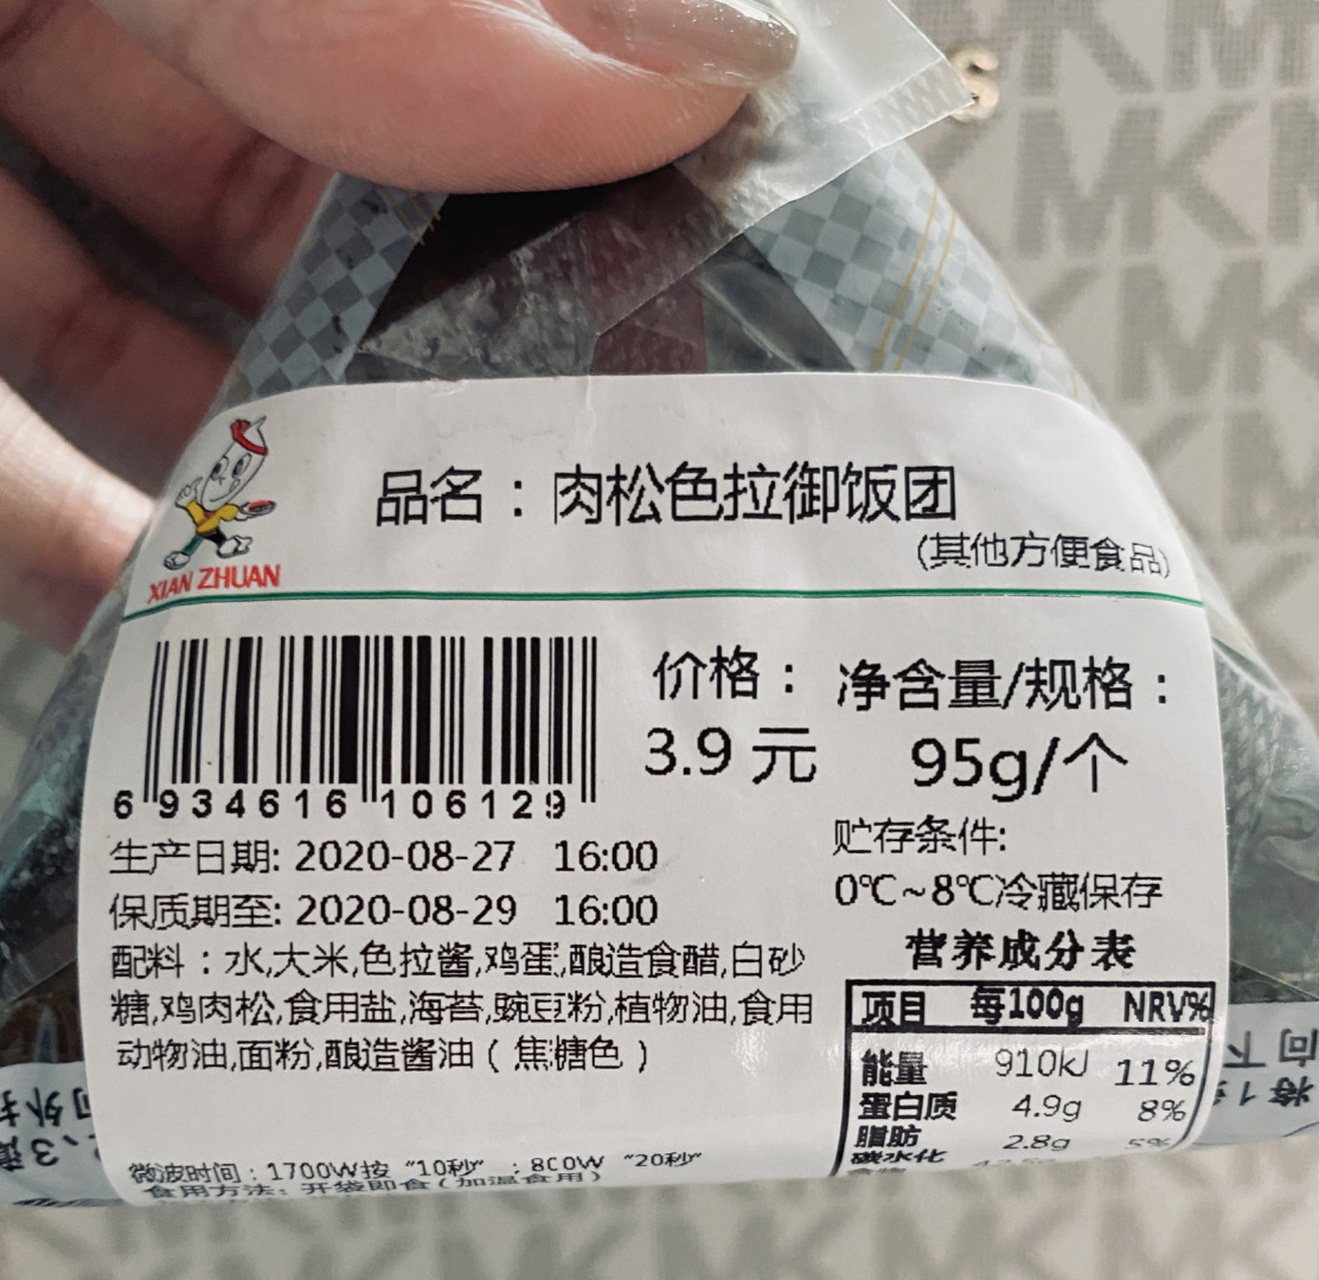 品名：肉松色拉御饭团
(其他方便食品)
XIAN ZHUAN
6 934616 106129
价格：
3.9 元
净含量/规格：
95g/个
生产日期: 2020-08-27 16:00
保质期至: 2020-08-29 16:00
贮存条件:
0℃~8℃冷藏保存
配料：水,大米,色拉酱,鸡蛋,酿造食醋,白砂
糖,鸡肉松,食用盐,海苔,豌豆粉,植物油,食用
动物油,面粉,酿造酱油（焦糖色）
营养成分表
项目 每100g NRV%
能量 910kJ 11%
蛋白质 4.9g 8%
脂肪 2.8g 5%
碳水化
微波时间：1700W按“10秒”；800W “20秒”
食用方法：开袋即食(加温食用)
向下
将1
向外
2、3